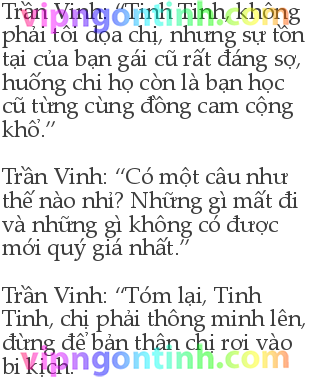 Trần Vinh: “Tinh Tinh, không
phải tôi dọa chị, nhưng sự tồn
tại của bạn gái cũ rất đáng sợ,
huống chi họ còn là bạn học
cũ từng cùng đồng cam cộng
khổ.”
Trần Vinh: “Có một câu như
thế nào nhỉ? Những gì mất đi
và những gì không có được
mới quý giá nhất.”
Trần Vinh: “Tóm lại, Tinh
Tinh, chị phải thông minh lên,
đừng để bản thân chị rơi vào
bi kịch.
vipngontinh.com
vipngontinh.com